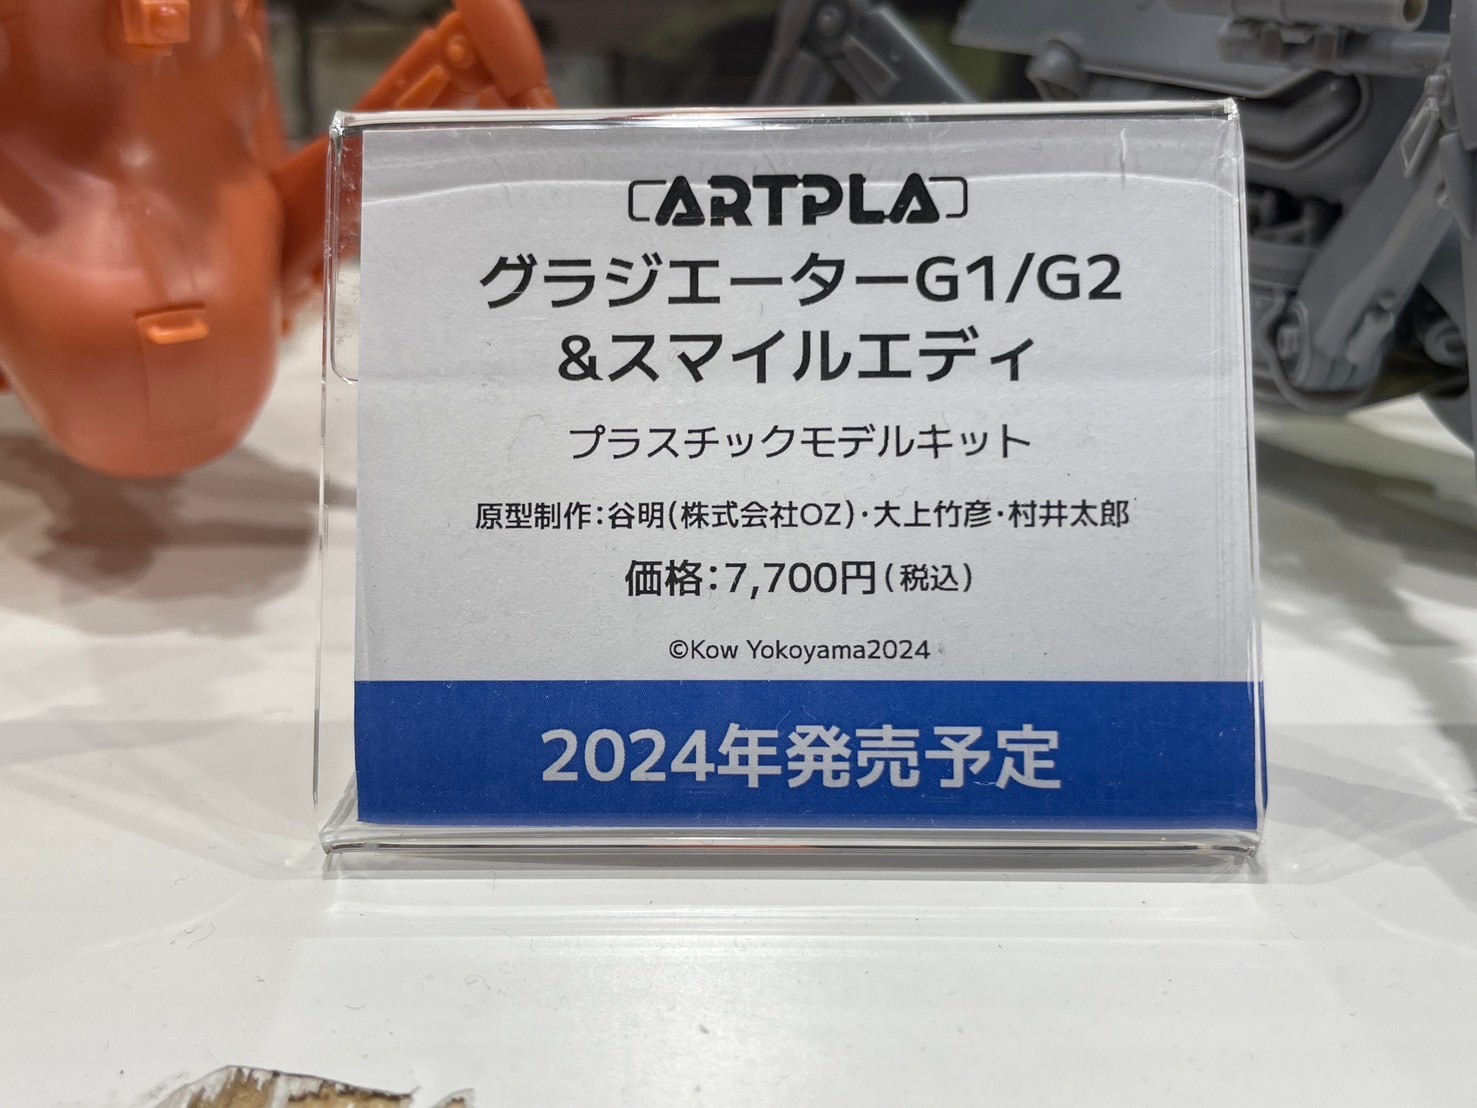 ARTPLA
グラジエーターG1/G2
&スマイルエディ
プラスチックモデルキット
原型制作：谷明(株式会社OZ)・大上竹彦・村井太郎
価格：7,700円(税込)
©Kow Yokoyama2024
2024年発売予定